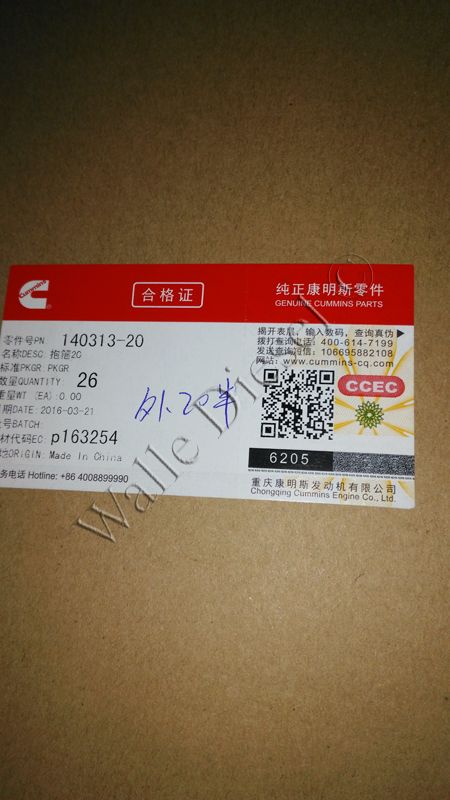 Cummins
合格证
纯正康明斯零件
GENUINE CUMMINS PARTS
零件号PN 140313-20
名称DESC: 抱箍20
标准PKGR: PKGR
数量QUANTITY: 26
重量WT (EA): 0.00
日期DATE: 2016-03-21
批号BATCH:
材代码EC: p163254
地ORIGIN: Made In China
务电话 Hotline: +86 4008899990
揭开表层，输入数码，查询真伪
拨打查询电话: 400-614-7199
发送查询短信: 106695882108
网站: www.cummins-cq.com
CCEC
6205
重庆康明斯发动机有限公司
Chongqing Cummins Engine Co., Ltd.
20
Walle Diesel